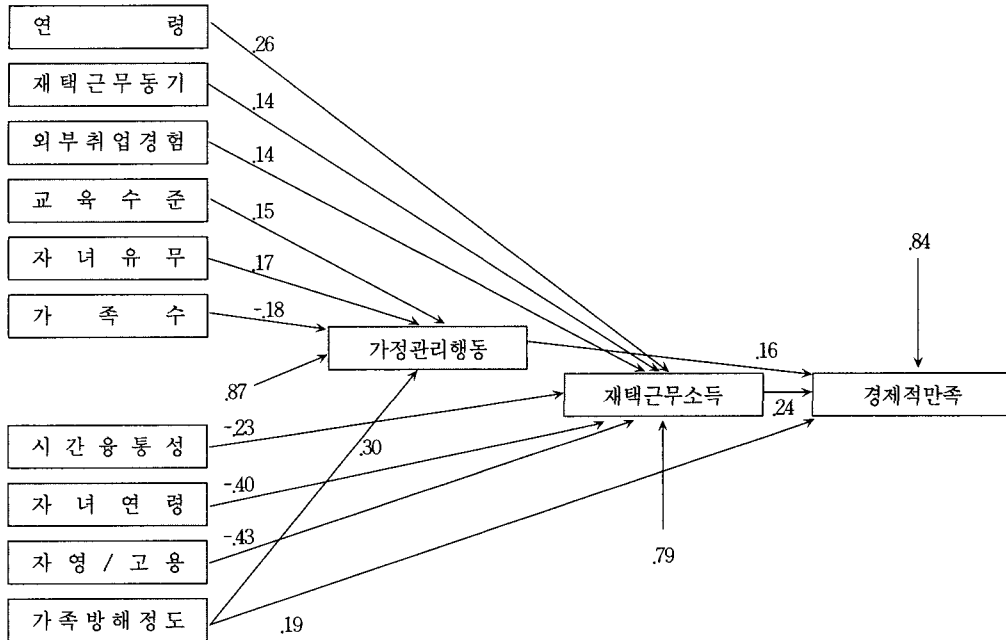 연 령
.26
재택근무동기
.14
외부취업경험
.14
교 육 수 준
.15
자 녀 유 무
.17
.84
가 족 수
-.18
가정관리행동
.16
.87
재택근무소득
.24
경제적만족
시간융통성
-.23
.30
자 녀 연 령
-.40
자 영 / 고 용
-.43
.79
가족방해정도
.19